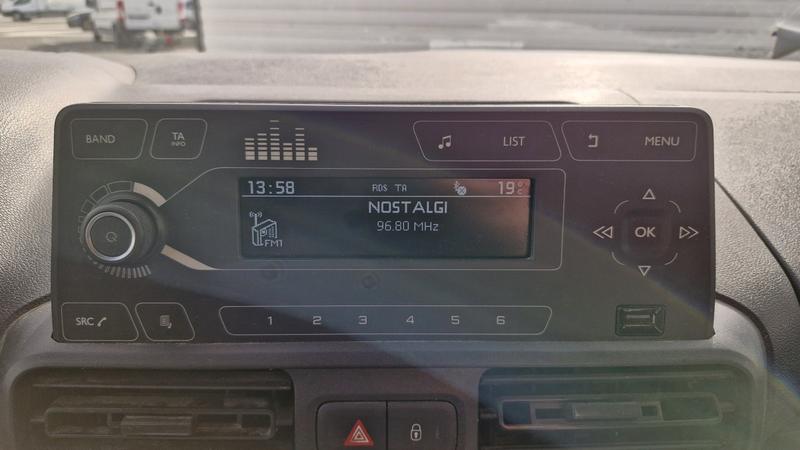 BAND
TA
INFO
LIST
MENU
13:58 RDS TA 19°C
NOSTALGI
96.80 MHz
FM1
OK
SRC
1 2 3 4 5 6